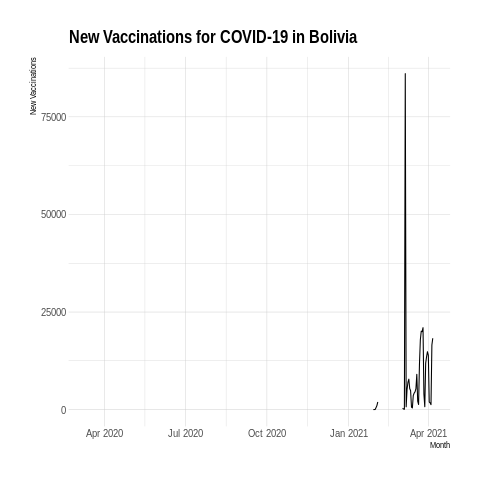 New Vaccinations for COVID-19 in Bolivia
New Vaccinations
75000
50000
25000
0
Apr 2020 Jul 2020 Oct 2020 Jan 2021 Apr 2021
Month